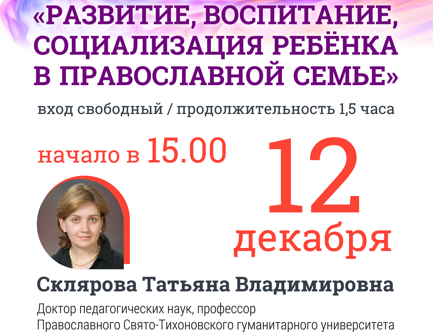 «РАЗВИТИЕ, ВОСПИТАНИЕ,
СОЦИАЛИЗАЦИЯ РЕБЁНКА
В ПРАВОСЛАВНОЙ СЕМЬЕ»
вход свободный / продолжительность 1,5 часа
начало в 15.00
12
декабря
Склярова Татьяна Владимировна
Доктор педагогических наук, профессор
Православного Свято-Тихоновского гуманитарного университета